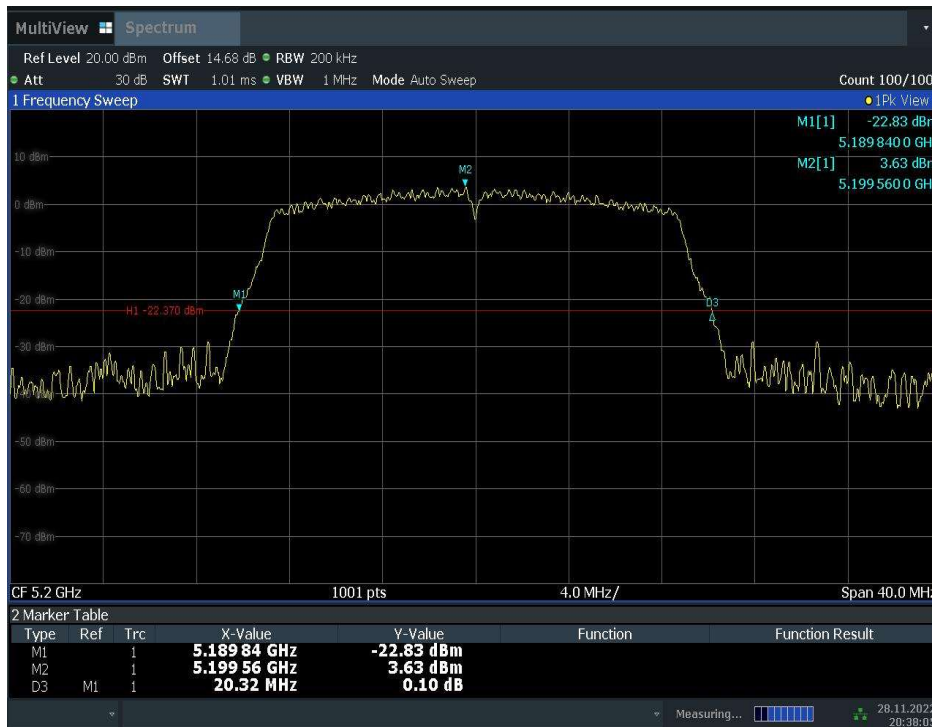 MultiView Spectrum
Ref Level 20.00 dBm Offset 14.68 dB RBW 200 kHz
Att 30 dB SWT 1.01 ms VBW 1 MHz Mode Auto Sweep Count 100/100
1 Frequency Sweep 1Pk View
M1[1] -22.83 dBm
5.189 840 0 GH
M2[1] 3.63 dBm
5.199 560 0 GH
10 dBm
M2
0 dBm
-10 dBm
-20 dBm
M1
D3
H1 -22.370 dBm
-30 dBm
-50 dBm
-60 dBm
-70 dBm
CF 5.2 GHz 1001 pts 4.0 MHz/ Span 40.0 MHz
2 Marker Table
Type Ref Trc X-Value Y-Value Function Function Result
M1 1 5.189 84 GHz -22.83 dBm
M2 1 5.199 56 GHz 3.63 dBm
D3 M1 1 20.32 MHz 0.10 dB
Measuring... 28.11.2022
20:38:05